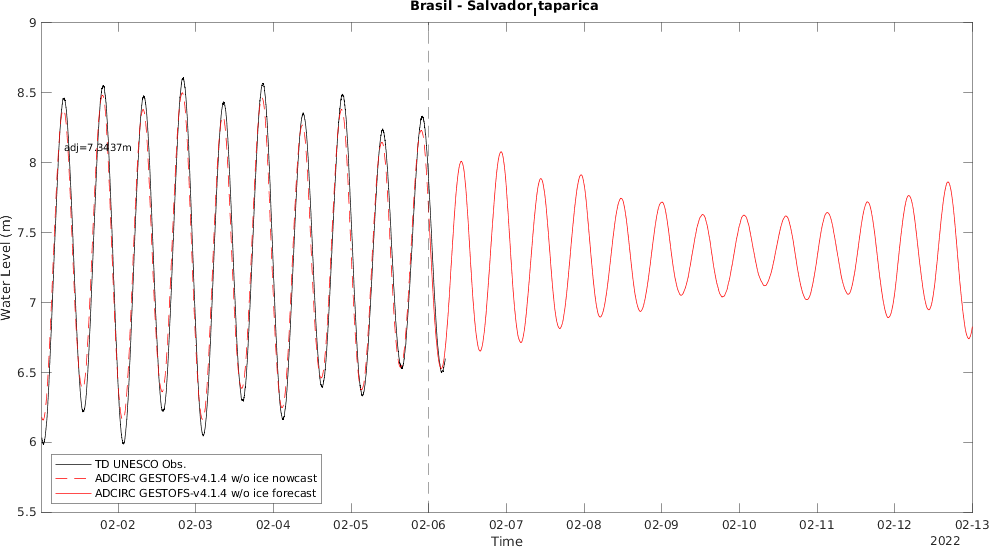 Brasil - Salvador_Itaparica
9
8.5
8
7.5
7
6.5
6
5.5
Water Level (m)
adj=7.3437m
TD UNESCO Obs.
ADCIRC GESTOFS-v4.1.4 w/o ice nowcast
ADCIRC GESTOFS-v4.1.4 w/o ice forecast
02-02 02-03 02-04 02-05 02-06 02-07 02-08 02-09 02-10 02-11 02-12 02-13
Time
2022